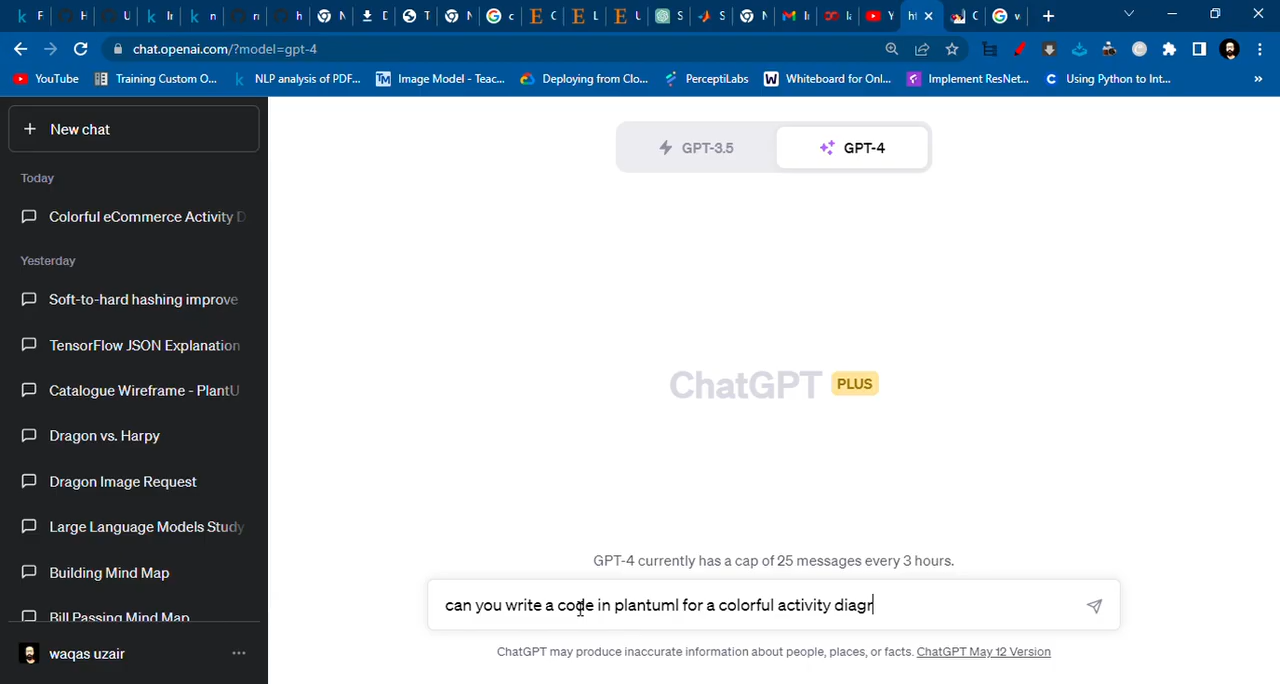 k F H U k Ir k n n h N D T N c C L U S S N Ir la Y ht C v
chat.openai.com/?model=gpt-4
YouTube Training Custom O... NLP analysis of PDF... TM Image Model - Teac... Deploying from Clo... PerceptiLabs W Whiteboard for Onl... Implement ResNet... C Using Python to Int... »
+ New chat
Today
Colorful eCommerce Activity D
Yesterday
Soft-to-hard hashing improve
TensorFlow JSON Explanation
Catalogue Wireframe - PlantU
Dragon vs. Harpy
Dragon Image Request
Large Language Models Study
Building Mind Map
Bill Passing Mind Map
waqas uzair
GPT-3.5 GPT-4
ChatGPT PLUS
GPT-4 currently has a cap of 25 messages every 3 hours.
can you write a code in plantuml for a colorful activity diagr
ChatGPT may produce inaccurate information about people, places, or facts. ChatGPT May 12 Version